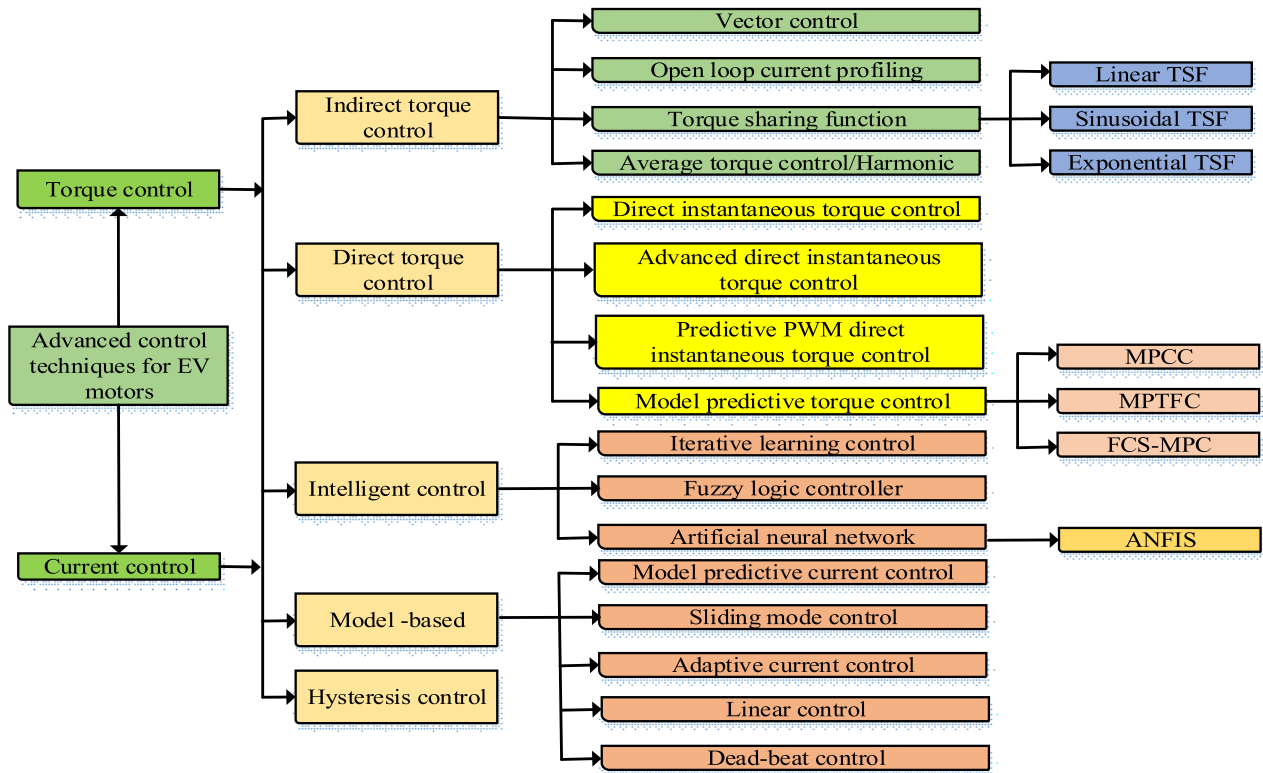 Advanced control
techniques for EV
motors
Torque control
Current control
Indirect torque
control
Direct torque
control
Intelligent control
Model -based
Hysteresis control
Vector control
Open loop current profiling
Torque sharing function
Average torque control/Harmonic
Direct instantaneous torque control
Advanced direct instantaneous
torque control
Predictive PWM direct
instantaneous torque control
Model predictive torque control
Iterative learning control
Fuzzy logic controller
Artificial neural network
Model predictive current control
Sliding mode control
Adaptive current control
Linear control
Dead-beat control
Linear TSF
Sinusoidal TSF
Exponential TSF
MPCC
MPTFC
FCS-MPC
ANFIS